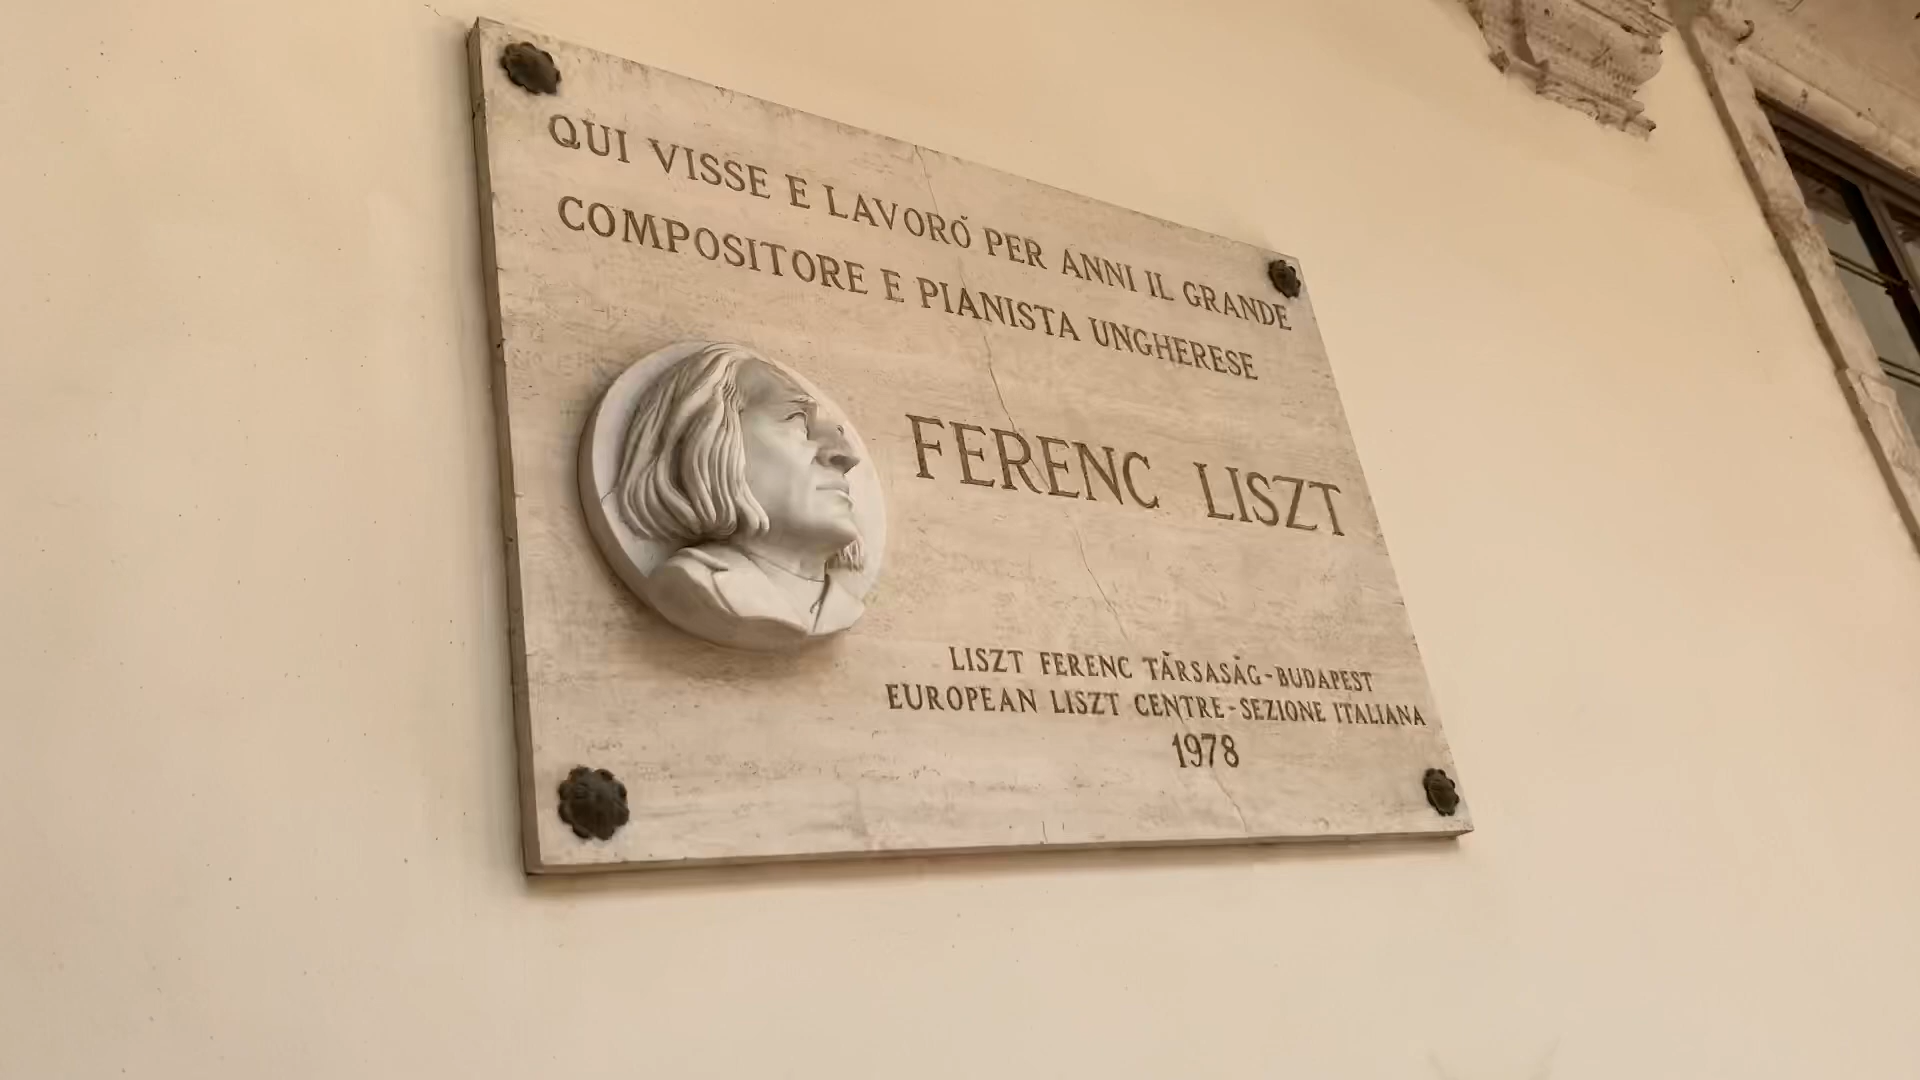 QUI VISSE E LAVORÓ PER ANNI IL GRANDE
COMPOSITORE E PIANISTA UNGHERESE
FERENC LISZT
LISZT FERENC TÁRSASÁG-BUDAPEST
EUROPEAN LISZT CENTRE-SEZIONE ITALIANA
1978